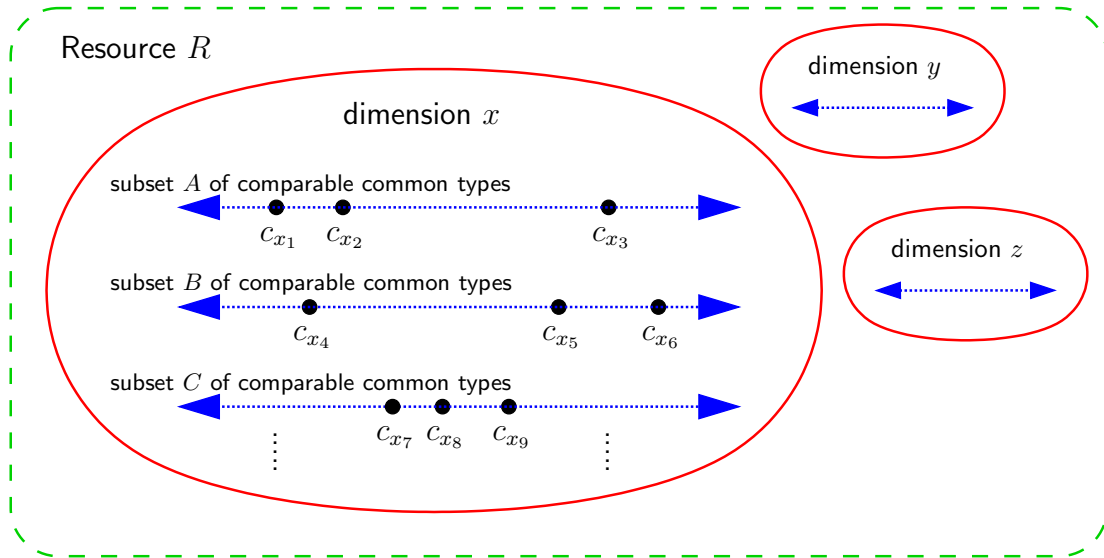 Resource R
dimension x
subset A of comparable common types
c_{x_1} c_{x_2} c_{x_3}
subset B of comparable common types
c_{x_4} c_{x_5} c_{x_6}
subset C of comparable common types
c_{x_7} c_{x_8} c_{x_9}
dimension y
dimension z